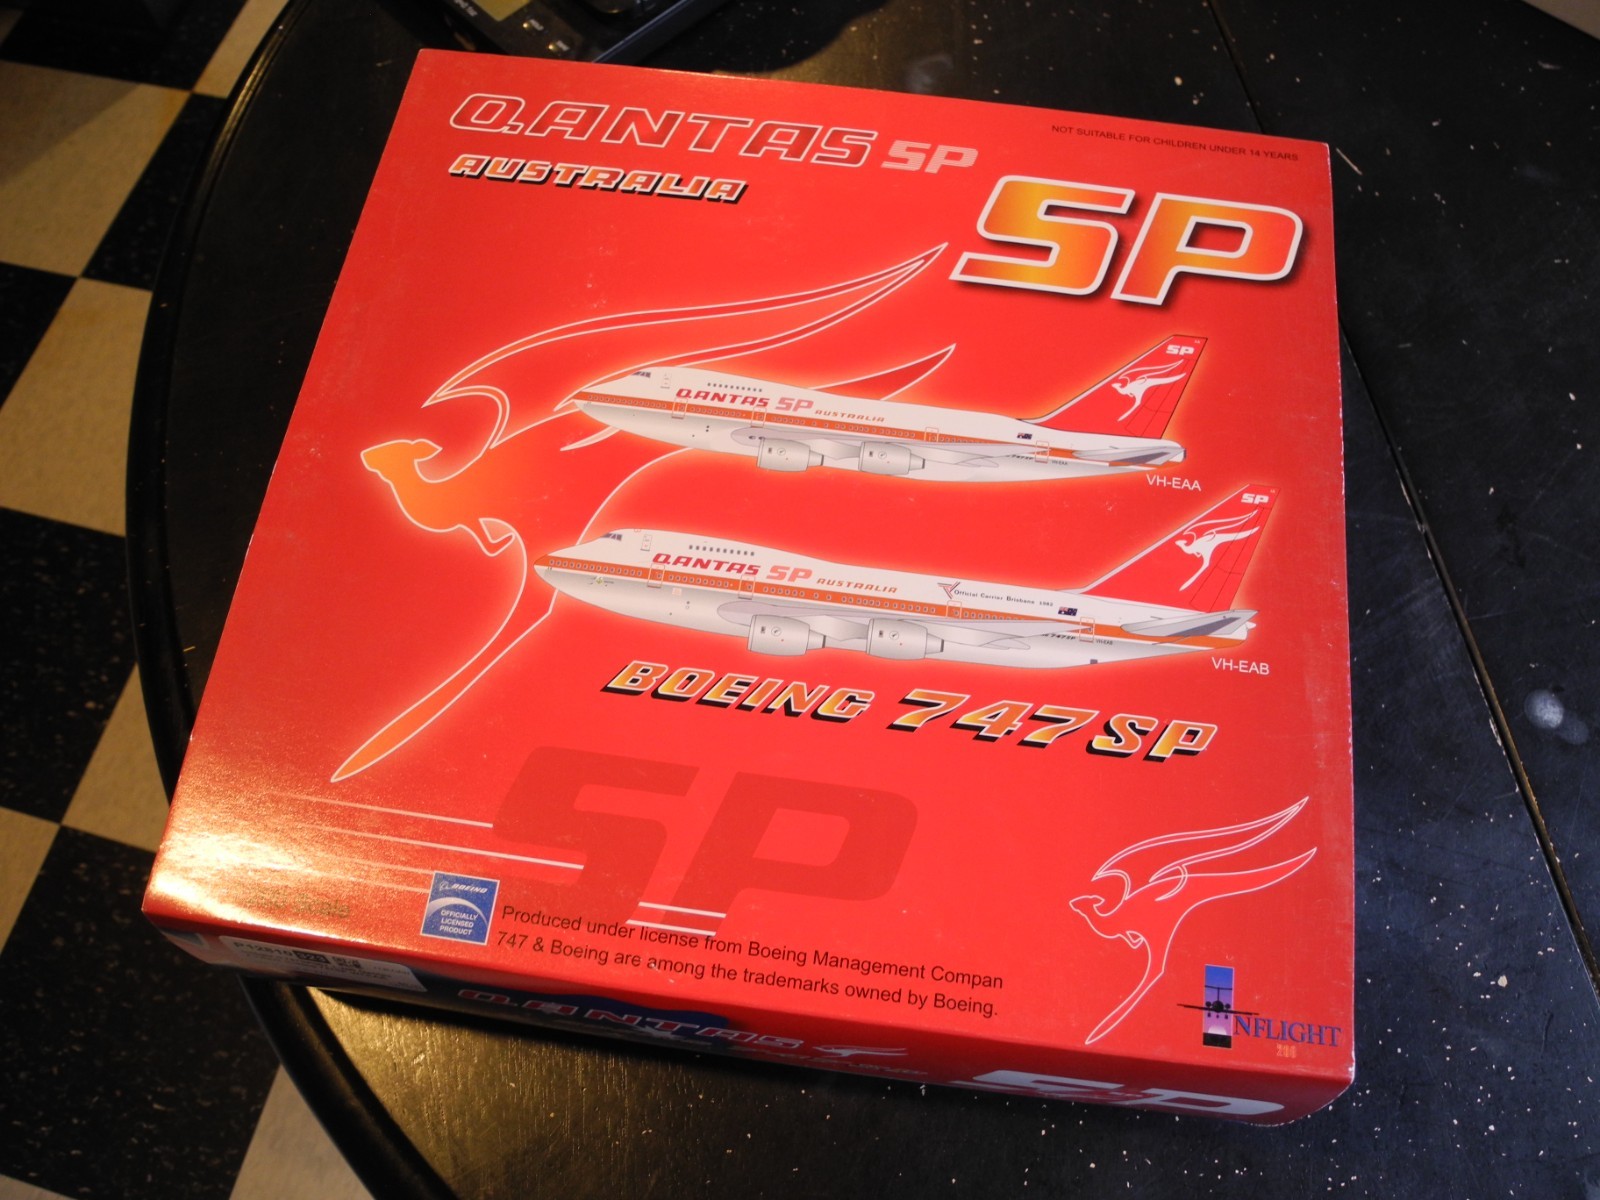 QANTAS SP
AUSTRALIA
NOT SUITABLE FOR CHILDREN UNDER 14 YEARS
SP
SP
QANTAS SP AUSTRALIA
VH-EAA
SP
QANTAS SP AUSTRALIA
Official Carrier Brisbane 1982
VH-EAB
BOEING 747SP
SP
Scale
BOEING
OFFICIALLY
LICENSED
PRODUCT
Produced under license from Boeing Management Compan
747 & Boeing are among the trademarks owned by Boeing.
NFLIGHT
200
QANTAS
SP